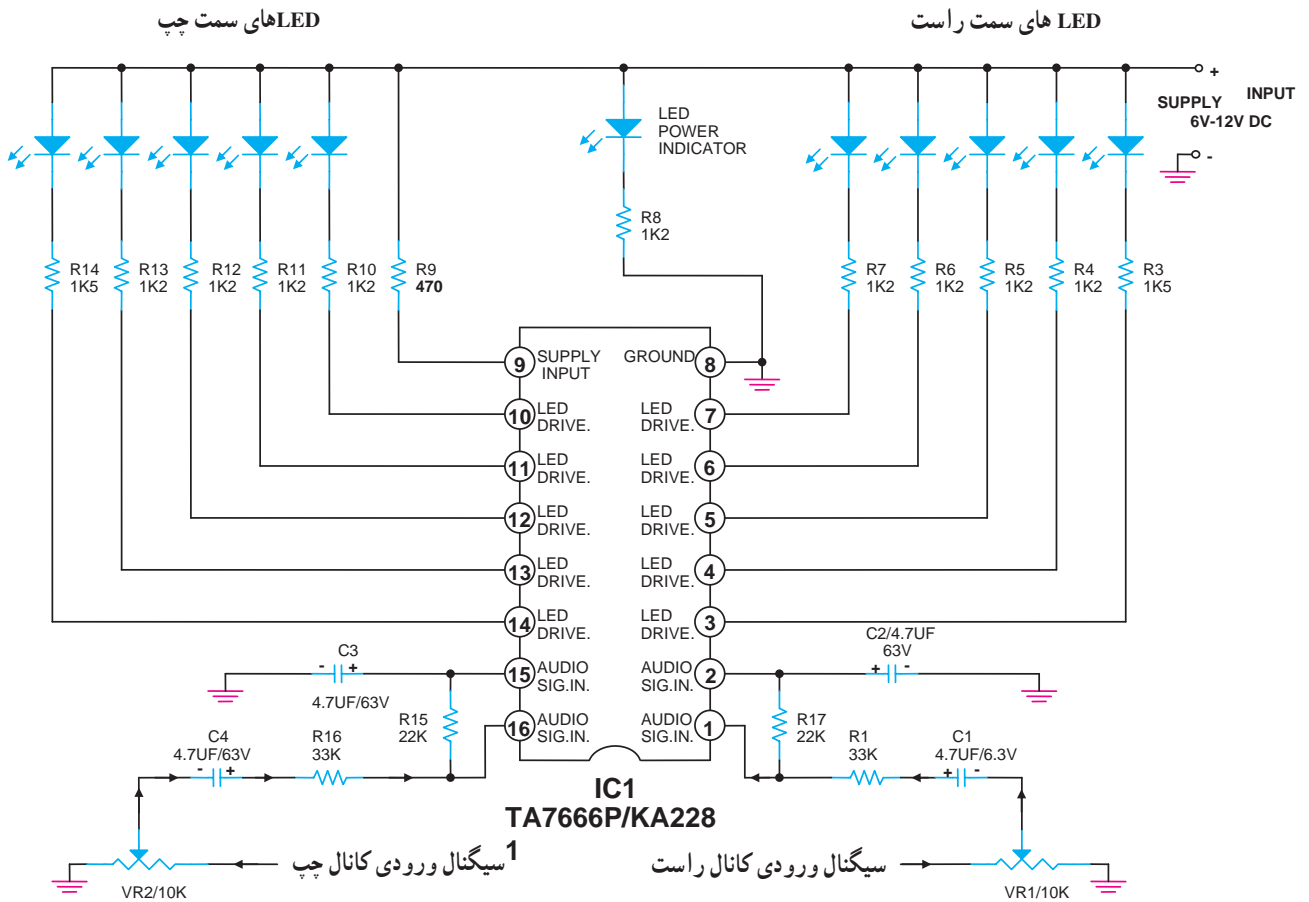 LEDهای سمت چپ
LED های سمت راست
+
SUPPLY INPUT
6V-12V DC
-
LED
POWER
INDICATOR
R8
1K2
R14
1K5
R13
1K2
R12
1K2
R11
1K2
R10
1K2
R9
470
R7
1K2
R6
1K2
R5
1K2
R4
1K2
R3
1K5
9 SUPPLY
INPUT
GROUND 8
10 LED
DRIVE.
LED 7
DRIVE.
11 LED
DRIVE.
LED 6
DRIVE.
12 LED
DRIVE.
LED 5
DRIVE.
13 LED
DRIVE.
LED 4
DRIVE.
14 LED
DRIVE.
LED 3
DRIVE.
15 AUDIO
SIG.IN.
AUDIO 2
SIG.IN.
16 AUDIO
SIG.IN.
AUDIO 1
SIG.IN.
C3
- +
4.7UF/63V
C2/4.7UF
63V
+ -
R15
22K
R17
22K
C4
4.7UF/63V
- +
R16
33K
R1
33K
C1
4.7UF/6.3V
+ -
IC1
TA7666P/KA228
1
سیگنال ورودی کانال چپ
سیگنال ورودی کانال راست
VR2/10K
VR1/10K